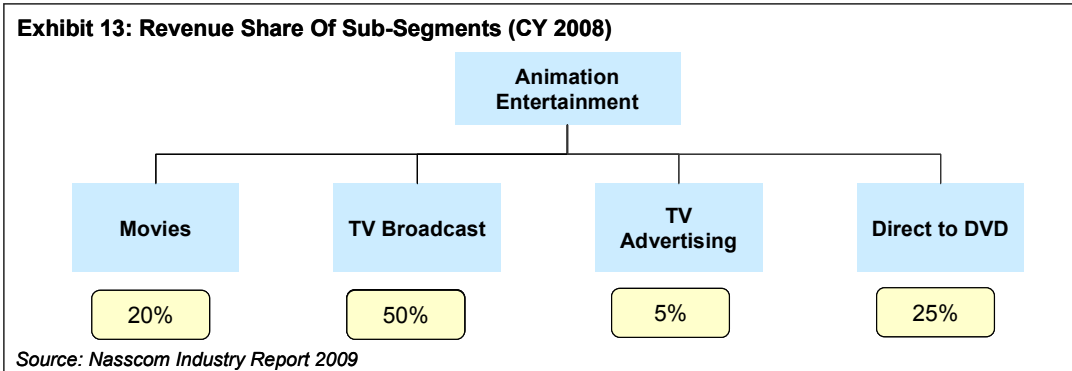 Exhibit 13: Revenue Share Of Sub-Segments (CY 2008)
Animation
Entertainment
Movies
TV Broadcast
TV
Advertising
Direct to DVD
20%
50%
5%
25%
Source: Nasscom Industry Report 2009